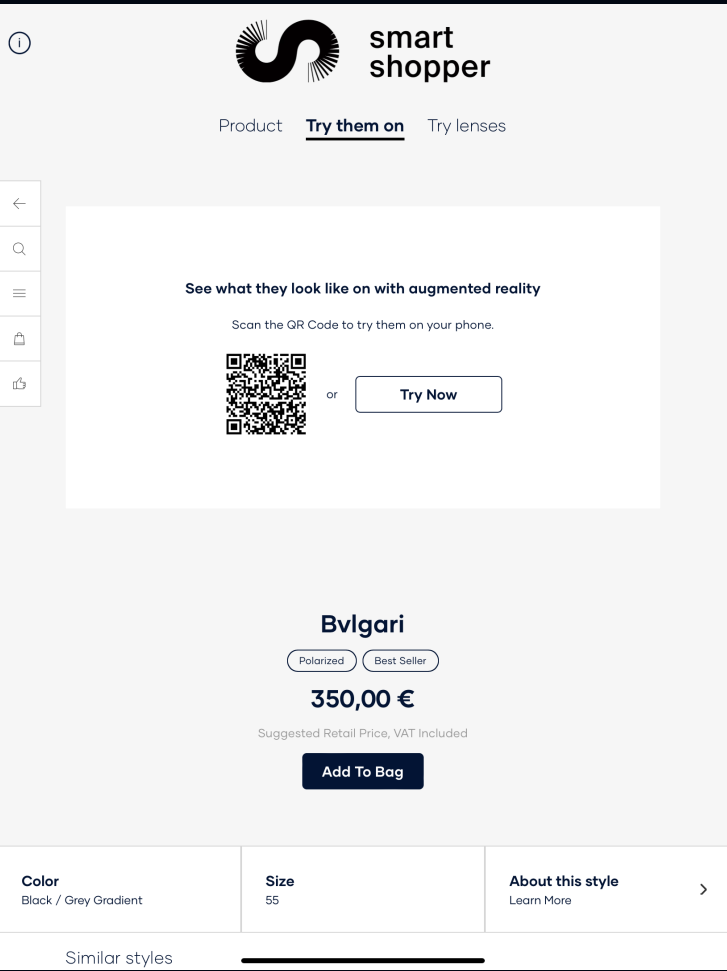 i
smart
shopper
Product Try them on Try lenses
See what they look like on with augmented reality
Scan the QR Code to try them on your phone.
or Try Now
Bvlgari
Polarized Best Seller
350,00 €
Suggested Retail Price, VAT Included
Add To Bag
Color Size About this style
Black / Grey Gradient 55 Learn More
Similar styles